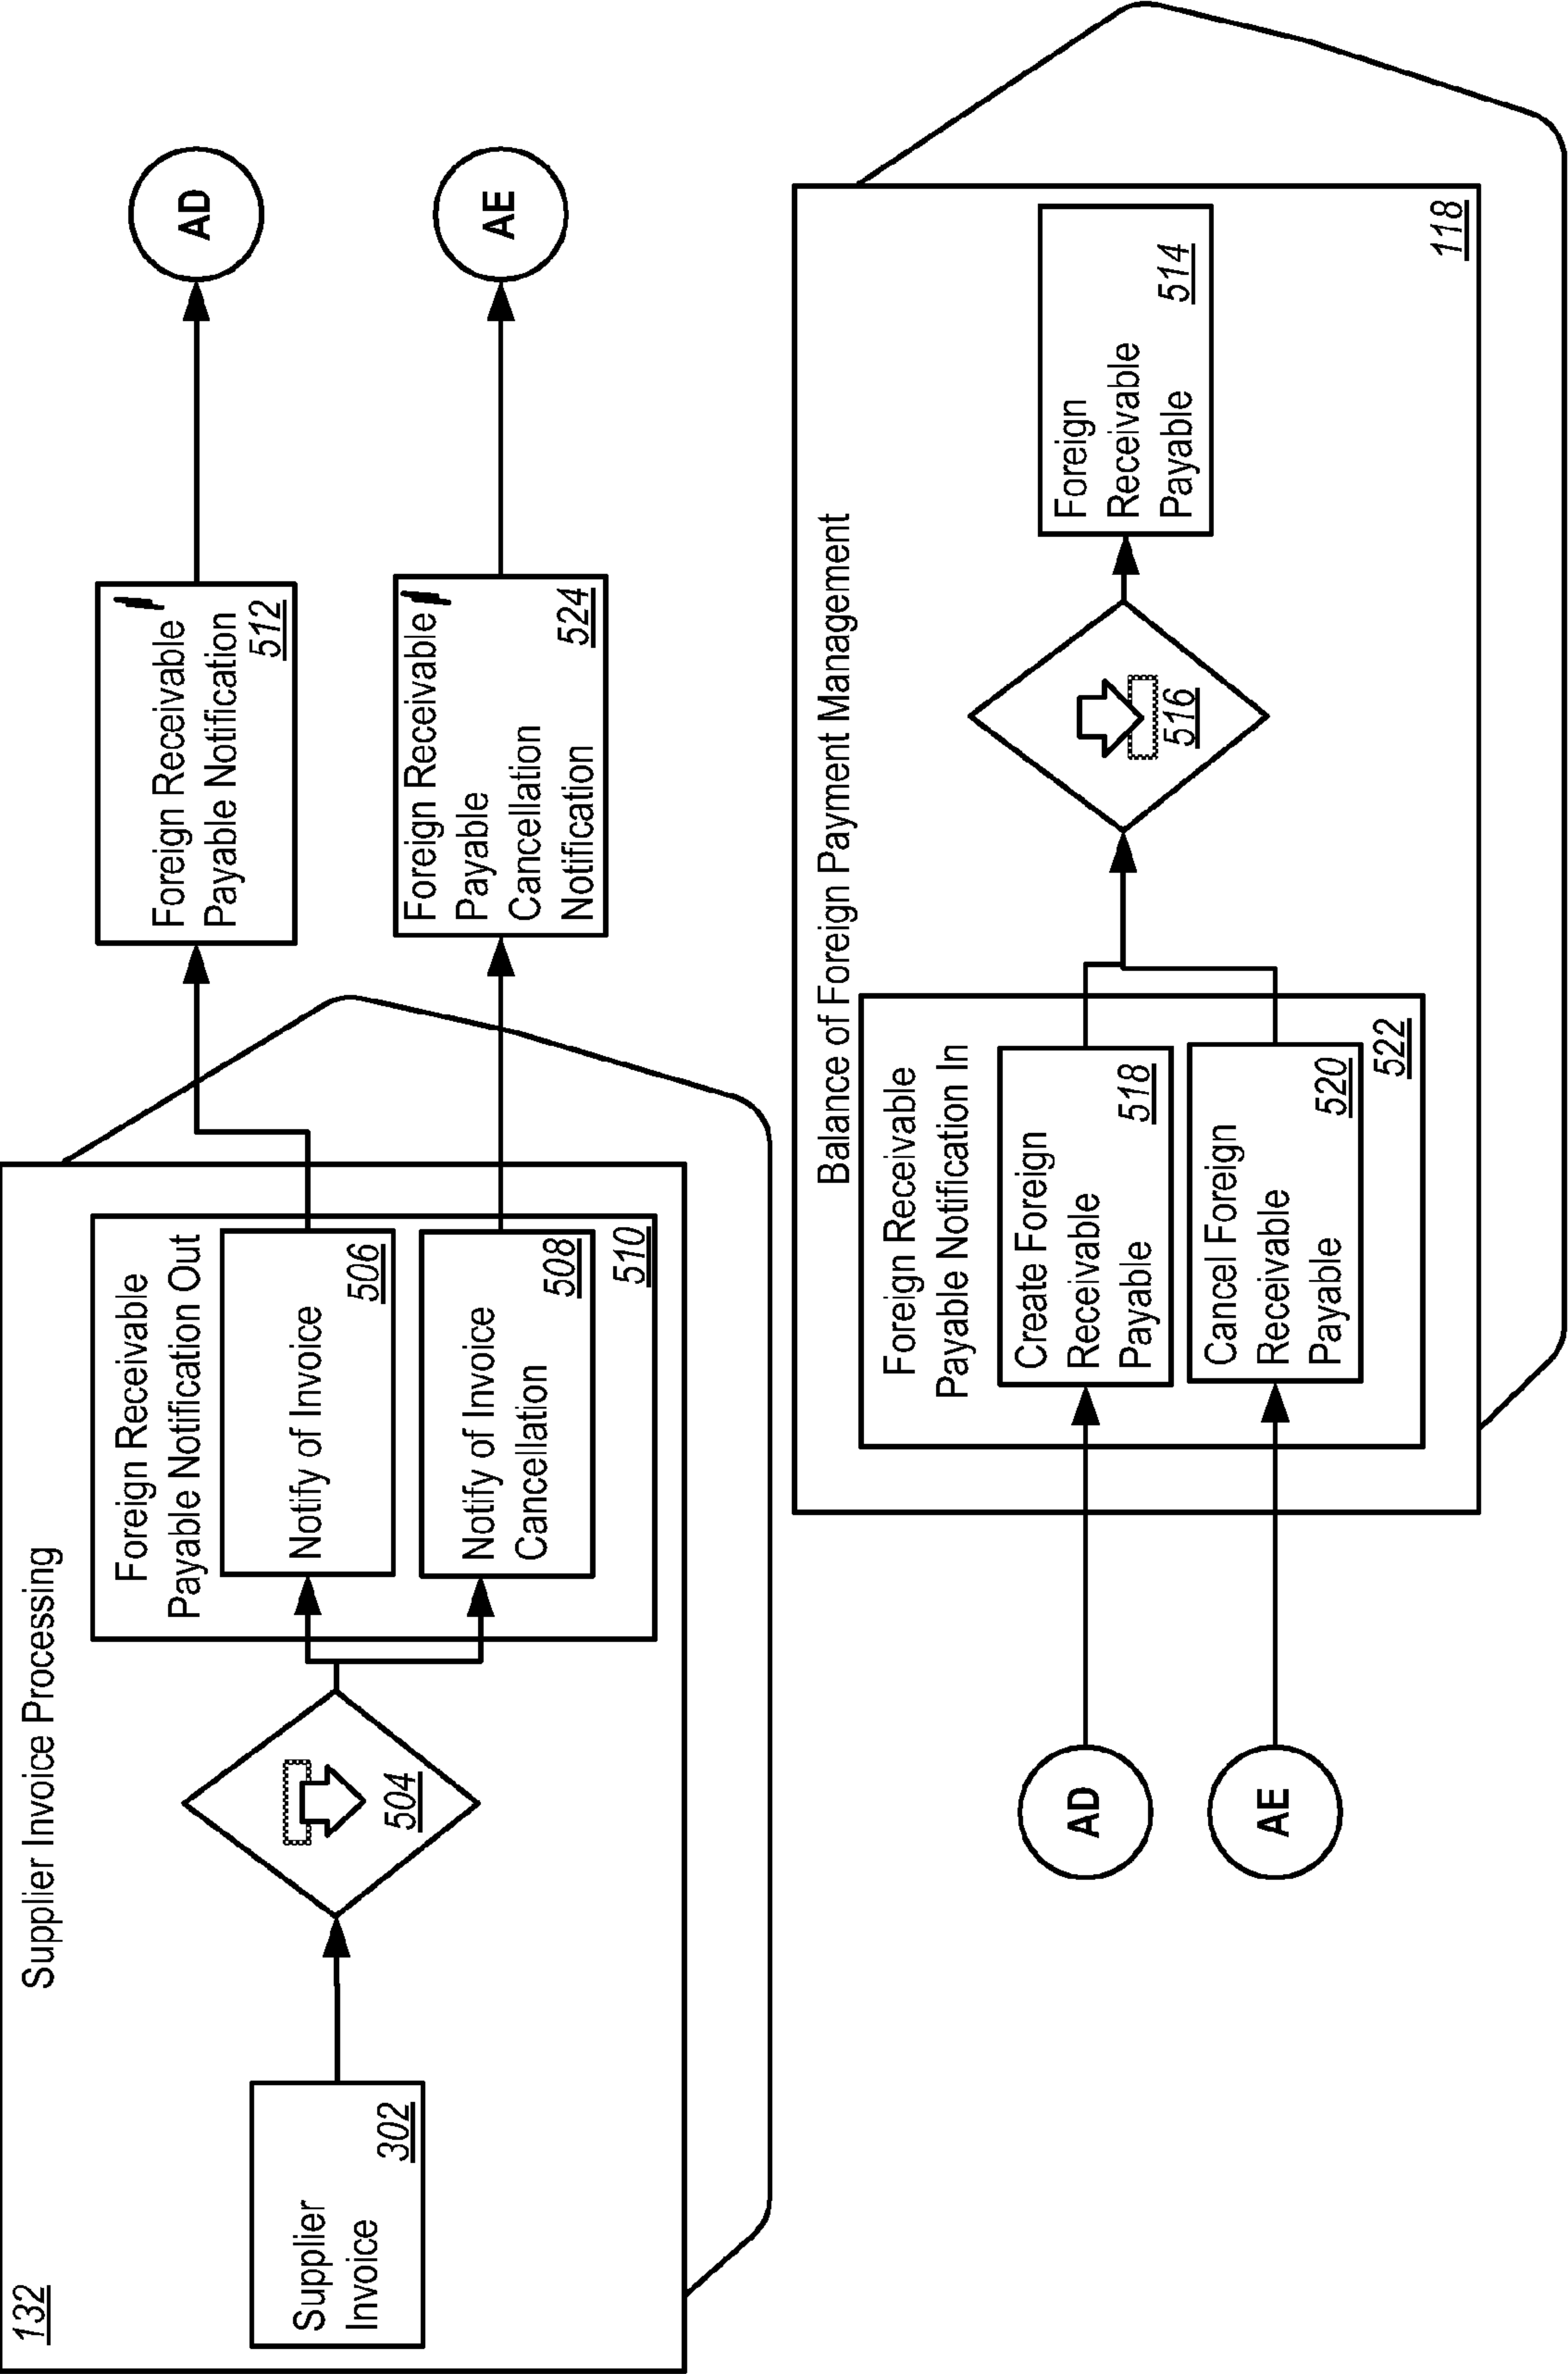 132
Supplier Invoice Processing
Supplier
Invoice
302
504
Foreign Receivable
Payable Notification Out
Notify of Invoice
506
Notify of Invoice
Cancellation
508
510
Foreign Receivable
Payable Notification
512
AD
Foreign Receivable
Payable
Cancellation
Notification
524
AE
Balance of Foreign Payment Management
AD
AE
Foreign Receivable
Payable Notification In
Create Foreign
Receivable
Payable
518
Cancel Foreign
Receivable
Payable
520
522
516
Foreign
Receivable
Payable
514
118